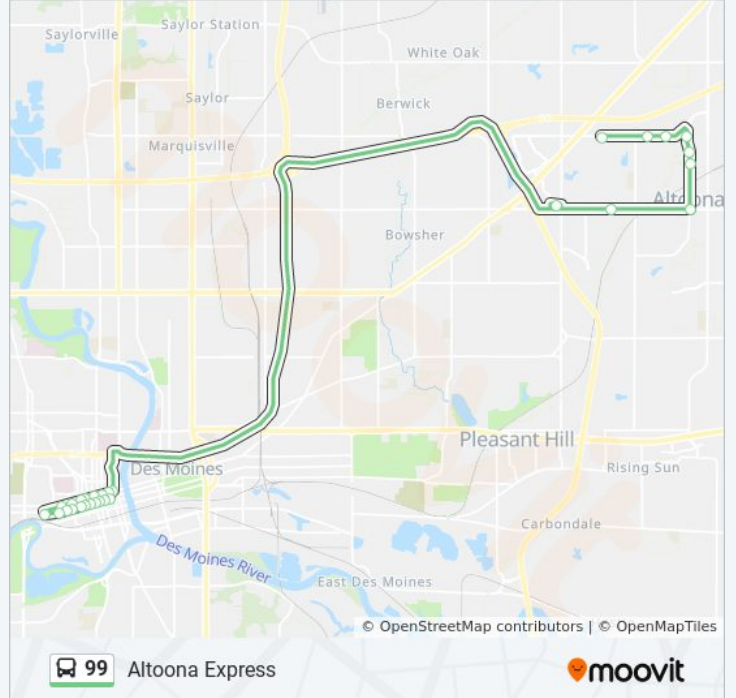 Saylor Station
Saylorville
White Oak
Saylor
Berwick
Marquisville
Altoona
Bowsher
Pleasant Hill
Des Moines
Rising Sun
Carbondale
Des Moines River
East Des Moines
© OpenStreetMap contributors | © OpenMapTiles
99 Altoona Express
moovit